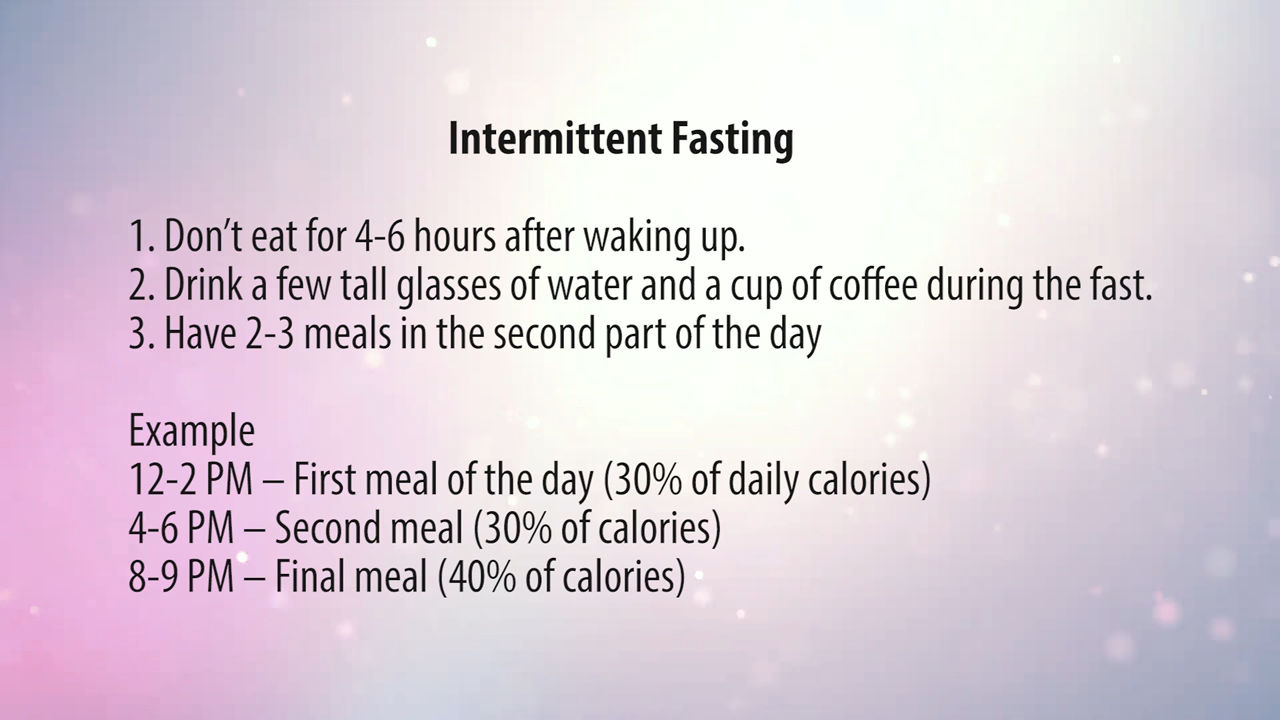 Intermittent Fasting
1. Don’t eat for 4-6 hours after waking up.
2. Drink a few tall glasses of water and a cup of coffee during the fast.
3. Have 2-3 meals in the second part of the day
Example
12-2 PM – First meal of the day (30% of daily calories)
4-6 PM – Second meal (30% of calories)
8-9 PM – Final meal (40% of calories)